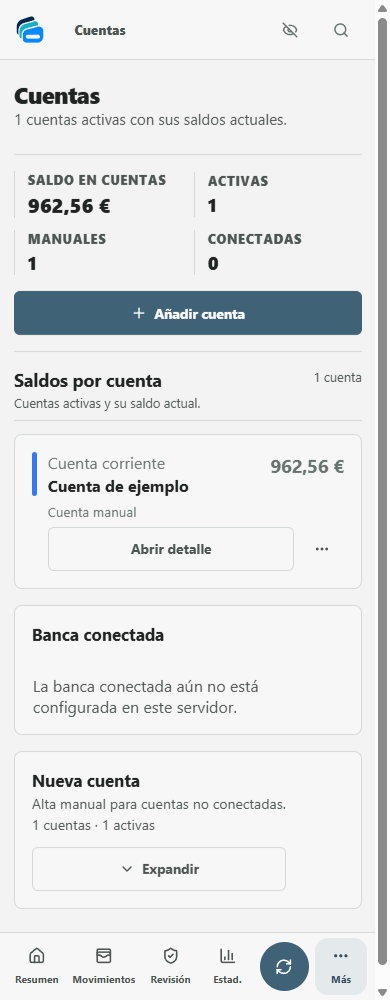 Cuentas
Cuentas
1 cuentas activas con sus saldos actuales.
SALDO EN CUENTAS
962,56 €
ACTIVAS
1
MANUALES
1
CONECTADAS
0
+ Añadir cuenta
Saldos por cuenta
1 cuenta
Cuentas activas y su saldo actual.
Cuenta corriente
962,56 €
Cuenta de ejemplo
Cuenta manual
Abrir detalle
Banca conectada
La banca conectada aún no está
configurada en este servidor.
Nueva cuenta
Alta manual para cuentas no conectadas.
1 cuentas · 1 activas
Expandir
Resumen
Movimientos
Revisión
Estad.
Más